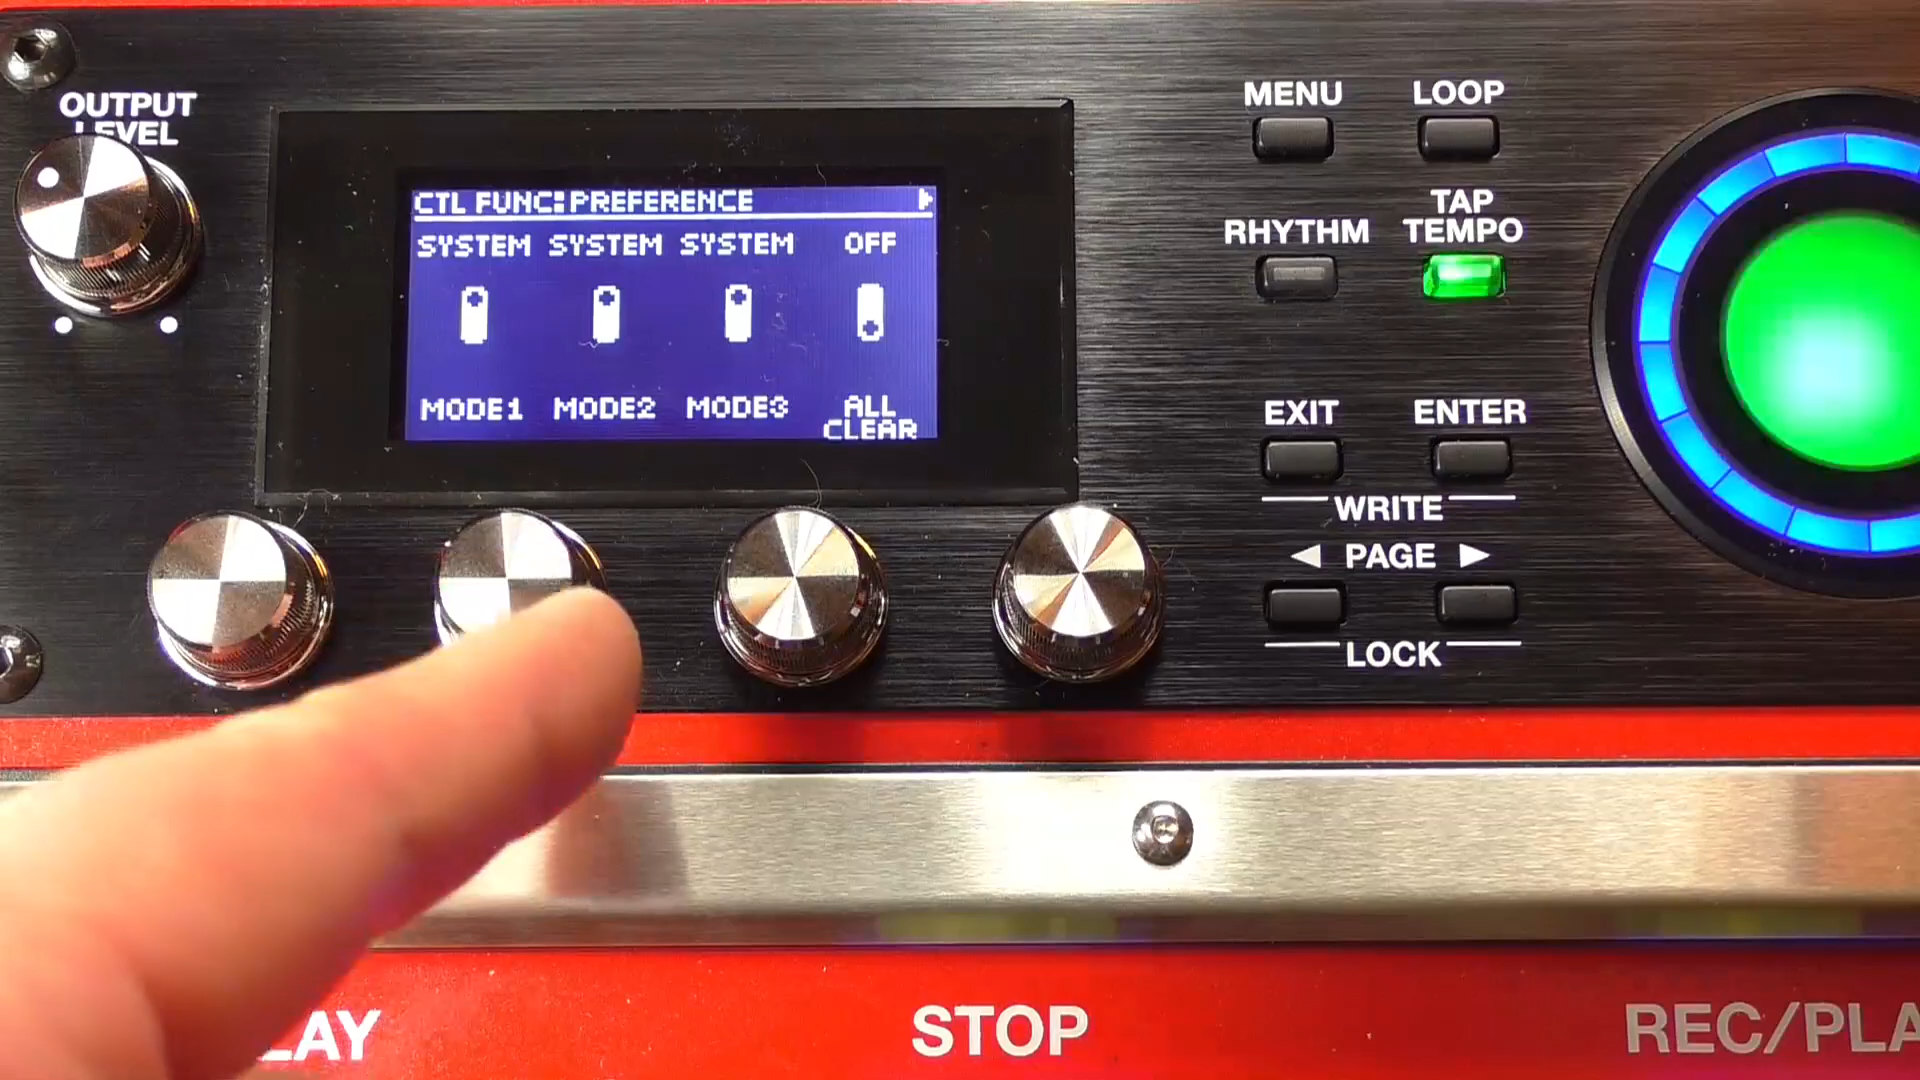 OUTPUT
LEVEL
CTL FUNC:PREFERENCE
SYSTEM SYSTEM SYSTEM OFF
MODE1 MODE2 MODE3 ALL
CLEAR
MENU LOOP
RHYTHM TAP
TEMPO
EXIT ENTER
WRITE
◀ PAGE ▶
LOCK
LAY
STOP
REC/PLA